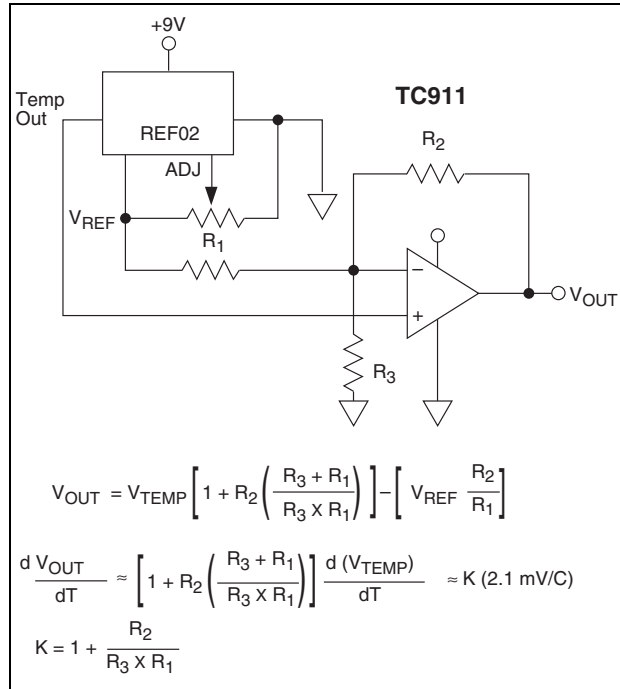 +9V
Temp
Out
TC911
REF02
R2
ADJ
VREF
R1
−
VOUT
+
R3
VOUT = VTEMP [ 1 + R2 ( (R3 + R1) / (R3 X R1) ) ] − [ VREF R2 / R1 ]
d VOUT / dT ≈ [ 1 + R2 ( (R3 + R1) / (R3 X R1) ) ] d (VTEMP) / dT ≈ K (2.1 mV/C)
K = 1 + R2 / (R3 X R1)